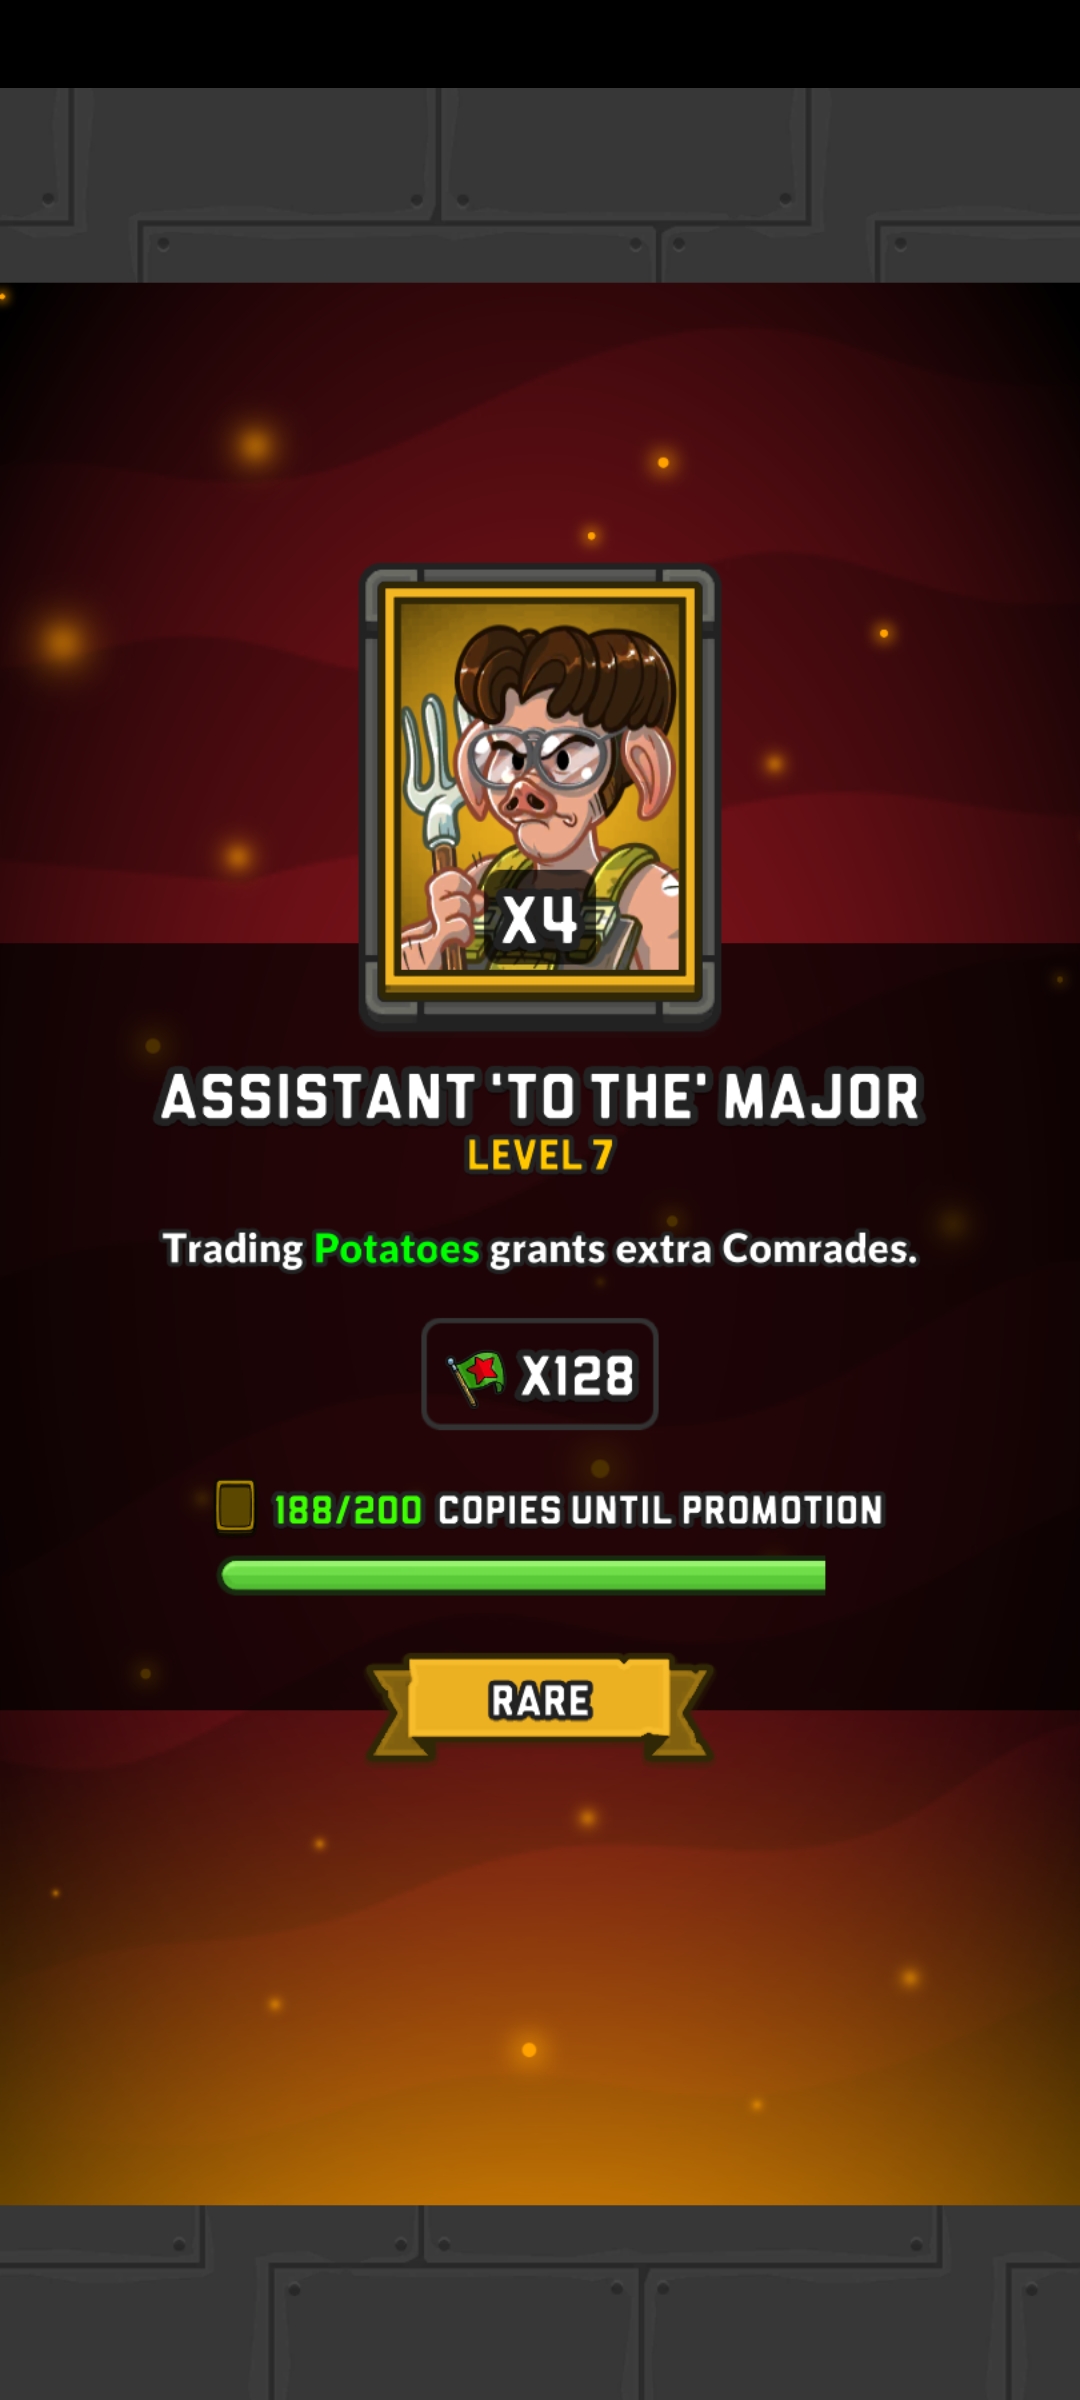 X4
ASSISTANT 'TO THE' MAJOR
LEVEL 7
Trading Potatoes grants extra Comrades.
X128
188/200 COPIES UNTIL PROMOTION
RARE